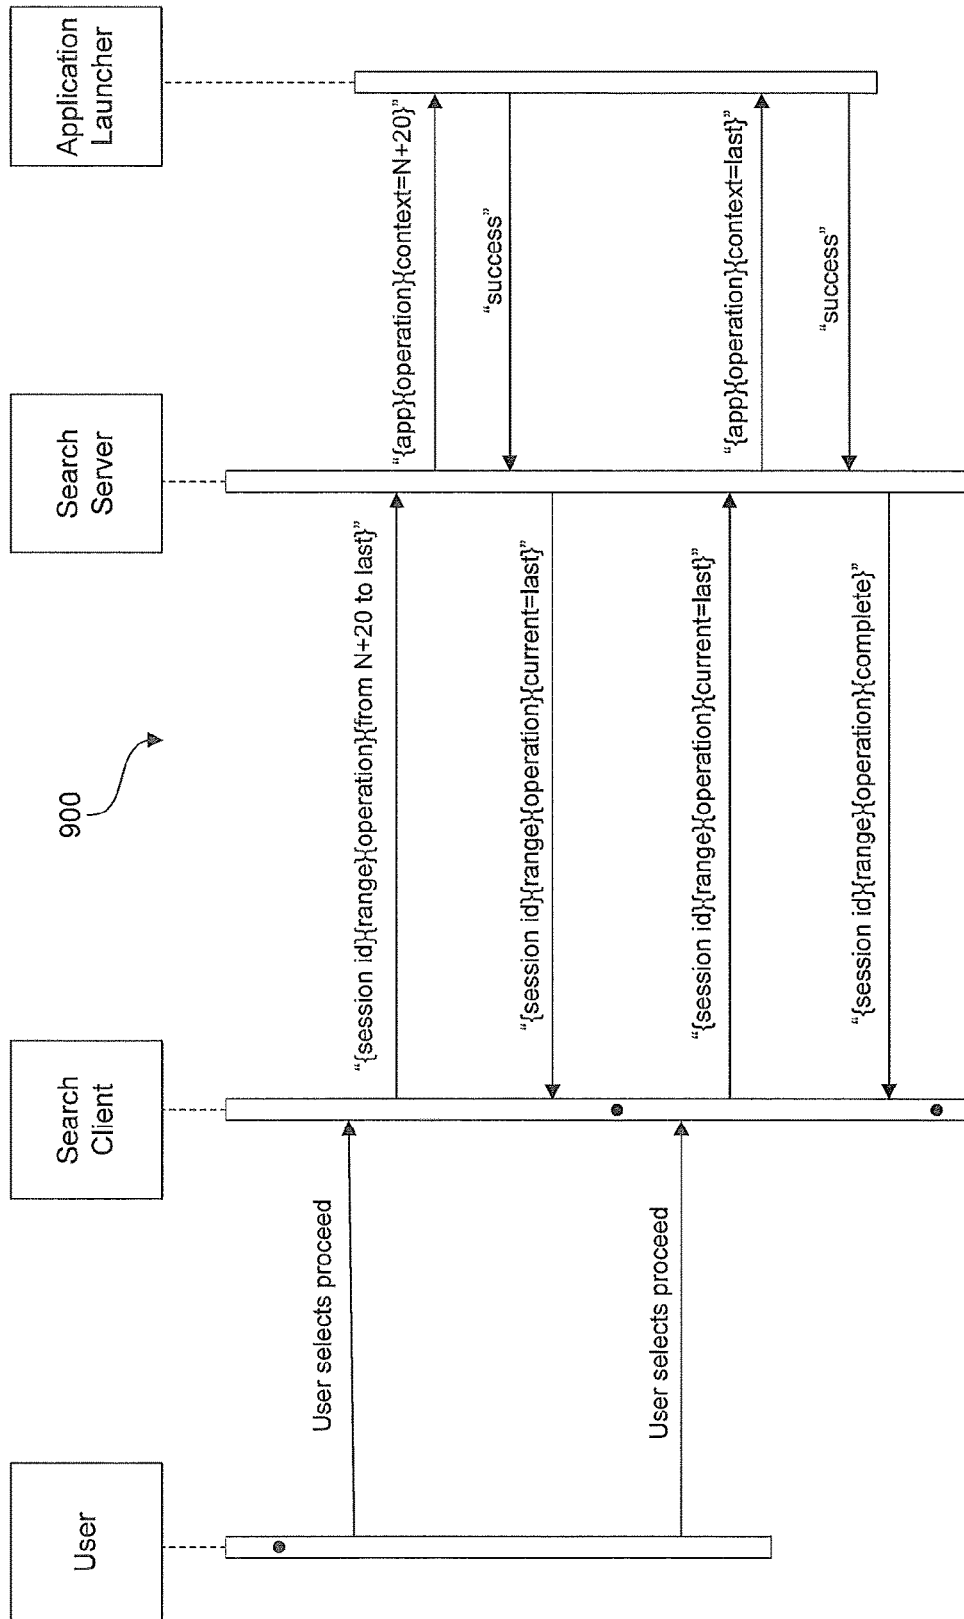 900
User
Search
Client
Search
Server
Application
Launcher
User selects proceed
"{session id}{range}{operation}{from N+20 to last}"
"{app}{operation}{context=N+20}"
"success"
"{session id}{range}{operation}{current=last}"
User selects proceed
"{session id}{range}{operation}{current=last}"
"{app}{operation}{context=last}"
"success"
"{session id}{range}{operation}{complete}"